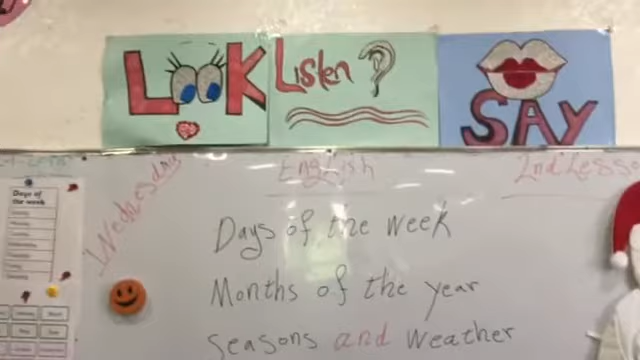 LOOK
Listen
SAY
Wednesday
English
2nd Lesso
Days of the week
Days of the week
Months of the year
Seasons and Weather